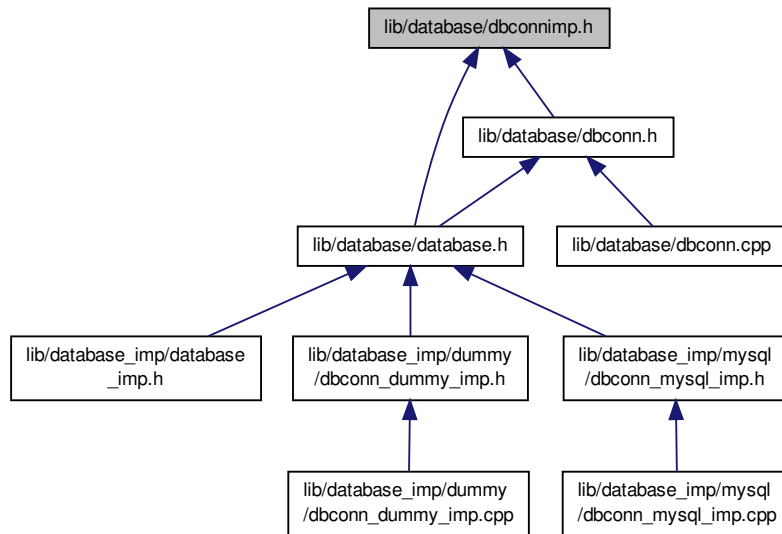 lib/database/dbconnimp.h
lib/database/dbconn.h
lib/database/database.h
lib/database/dbconn.cpp
lib/database_imp/database
_imp.h
lib/database_imp/dummy
/dbconn_dummy_imp.h
lib/database_imp/mysql
/dbconn_mysql_imp.h
lib/database_imp/dummy
/dbconn_dummy_imp.cpp
lib/database_imp/mysql
/dbconn_mysql_imp.cpp